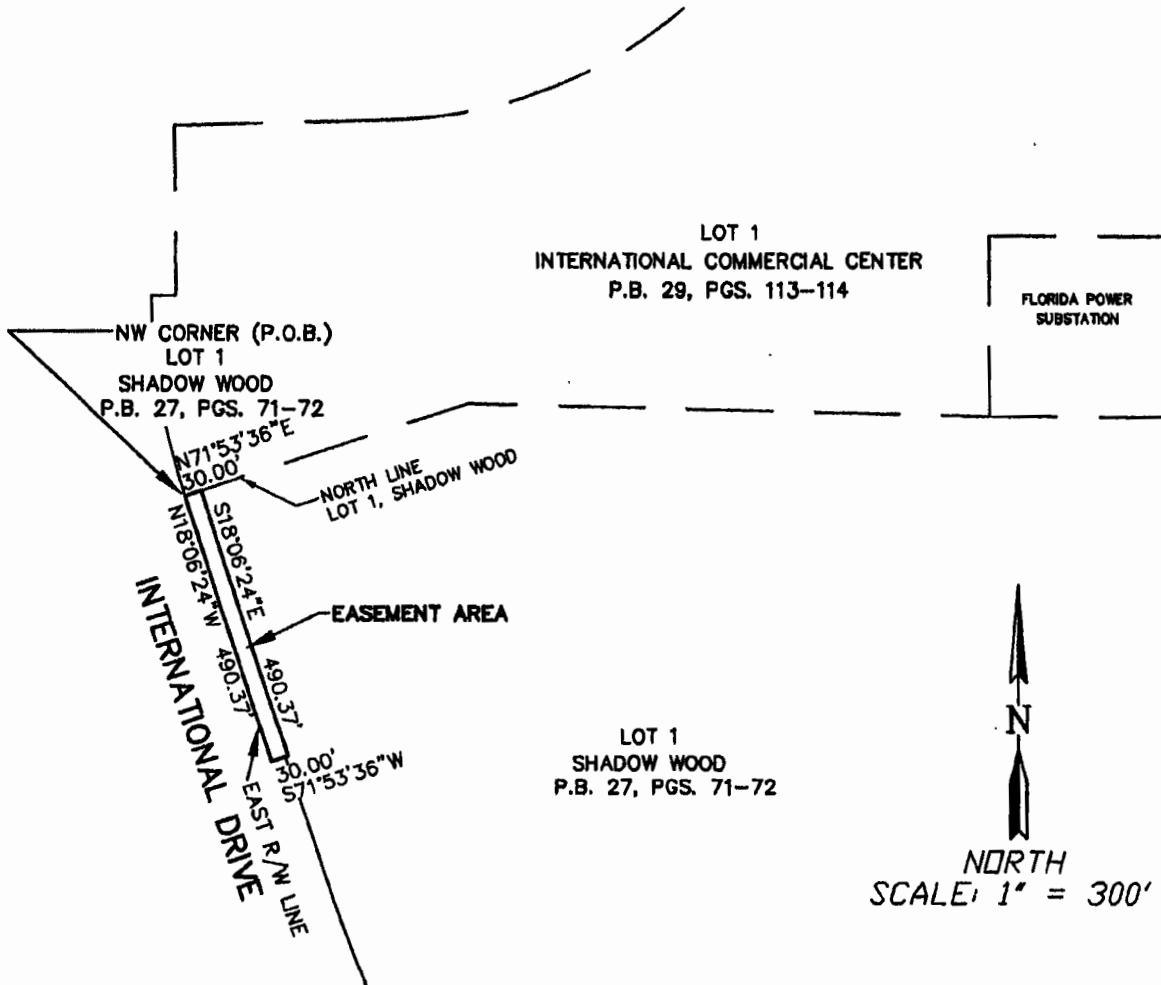 LOT 1
INTERNATIONAL COMMERCIAL CENTER
P.B. 29, PGS. 113-114
FLORIDA POWER
SUBSTATION
NW CORNER (P.O.B.)
LOT 1
SHADOW WOOD
P.B. 27, PGS. 71-72
N71°53'36"E
30.00'
NORTH LINE
LOT 1, SHADOW WOOD
N18°06'24"W
490.37'
S18°06'24"E
490.37'
EASEMENT AREA
INTERNATIONAL DRIVE
30.00'
S71°53'36"W
EAST R/W LINE
LOT 1
SHADOW WOOD
P.B. 27, PGS. 71-72
N
NORTH
SCALE: 1" = 300'